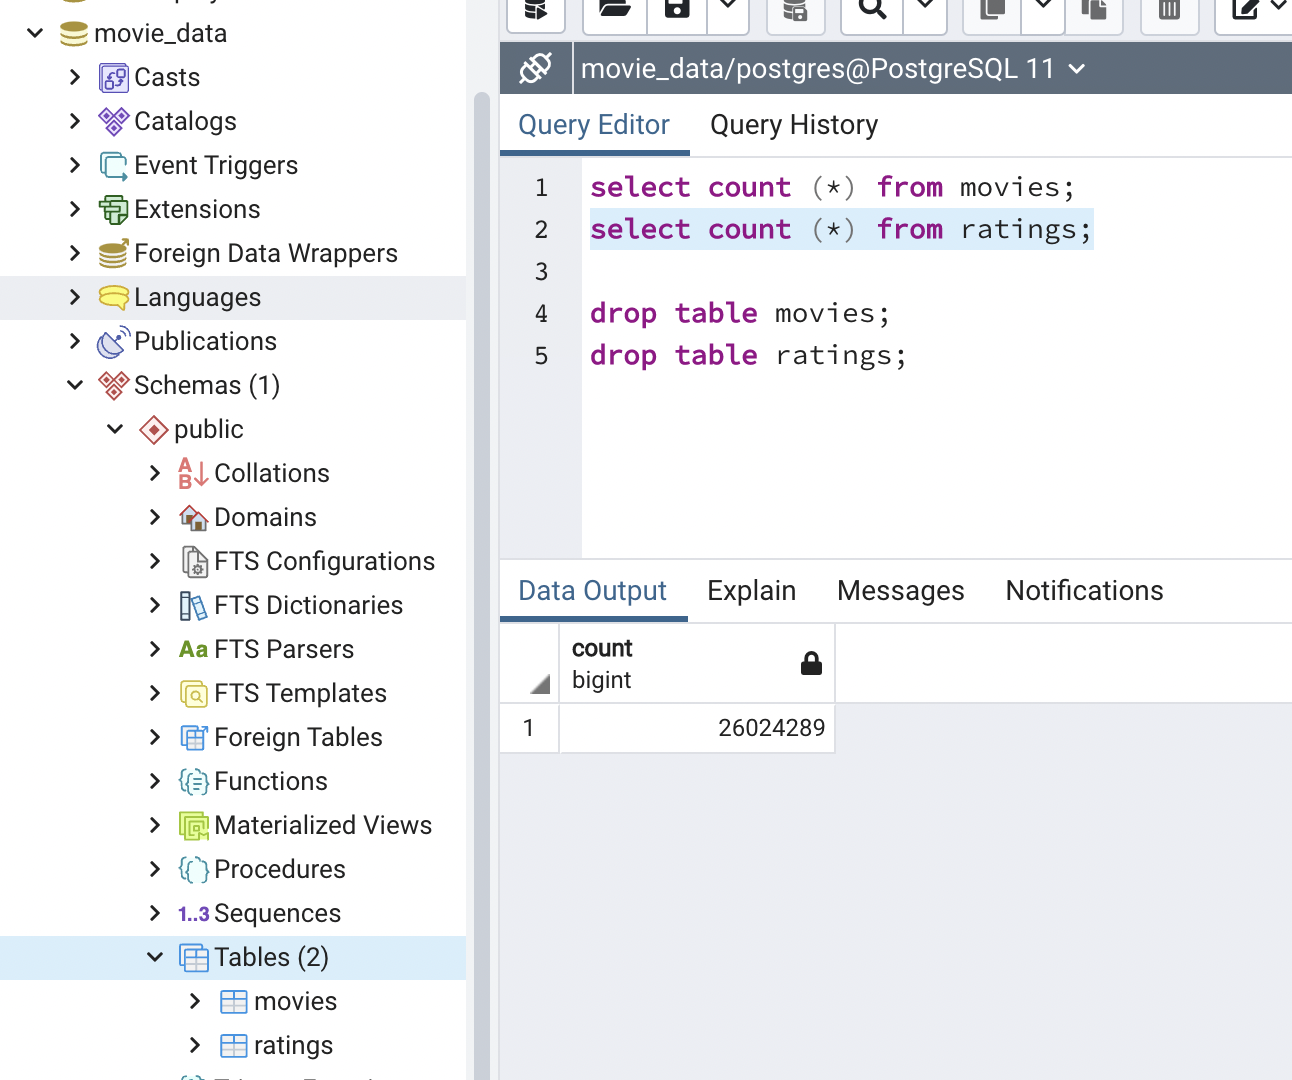 movie_data
Casts
Catalogs
Event Triggers
Extensions
Foreign Data Wrappers
Languages
Publications
Schemas (1)
public
Collations
Domains
FTS Configurations
FTS Dictionaries
Aa FTS Parsers
FTS Templates
Foreign Tables
Functions
Materialized Views
Procedures
1..3 Sequences
Tables (2)
movies
ratings
movie_data/postgres@PostgreSQL 11
Query Editor Query History
1 select count (*) from movies;
2 select count (*) from ratings;
3
4 drop table movies;
5 drop table ratings;
Data Output Explain Messages Notifications
count
bigint
1 26024289